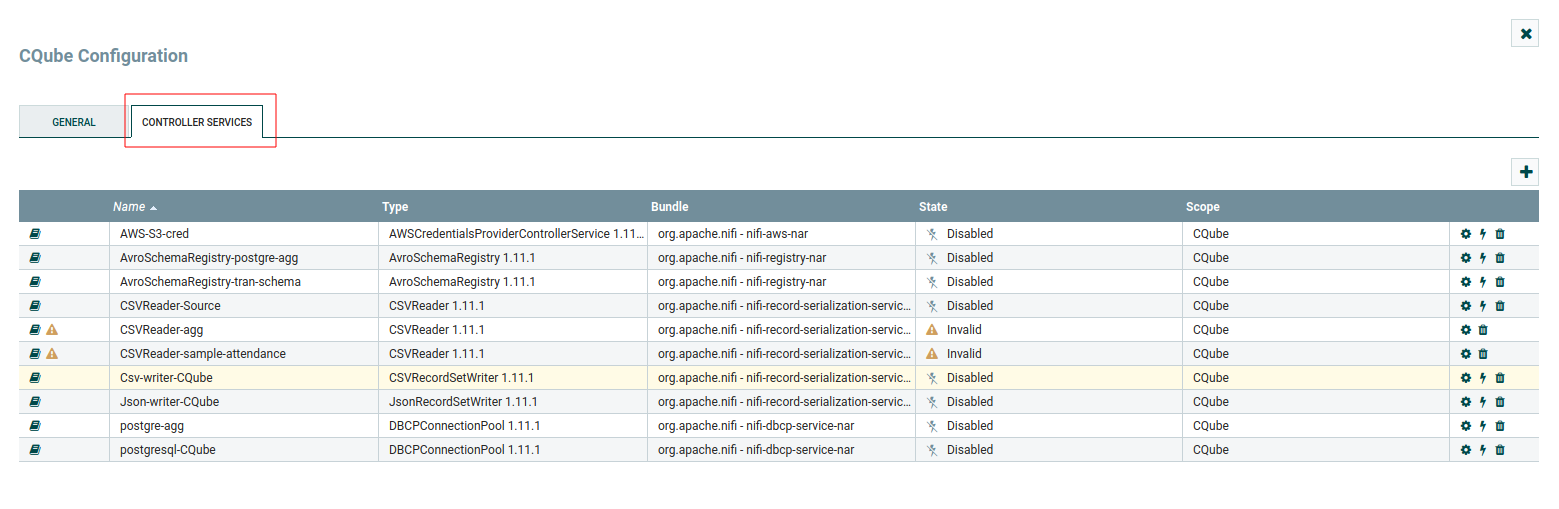 CQube Configuration
GENERAL CONTROLLER SERVICES
Name Type Bundle State Scope
AWS-S3-cred AWSCredentialsProviderControllerService 1.11... org.apache.nifi - nifi-aws-nar Disabled CQube
AvroSchemaRegistry-postgre-agg AvroSchemaRegistry 1.11.1 org.apache.nifi - nifi-registry-nar Disabled CQube
AvroSchemaRegistry-tran-schema AvroSchemaRegistry 1.11.1 org.apache.nifi - nifi-registry-nar Disabled CQube
CSVReader-Source CSVReader 1.11.1 org.apache.nifi - nifi-record-serialization-servic... Disabled CQube
CSVReader-agg CSVReader 1.11.1 org.apache.nifi - nifi-record-serialization-servic... Invalid CQube
CSVReader-sample-attendance CSVReader 1.11.1 org.apache.nifi - nifi-record-serialization-servic... Invalid CQube
Csv-writer-CQube CSVRecordSetWriter 1.11.1 org.apache.nifi - nifi-record-serialization-servic... Disabled CQube
Json-writer-CQube JsonRecordSetWriter 1.11.1 org.apache.nifi - nifi-record-serialization-servic... Disabled CQube
postgre-agg DBCPConnectionPool 1.11.1 org.apache.nifi - nifi-dbcp-service-nar Disabled CQube
postgresql-CQube DBCPConnectionPool 1.11.1 org.apache.nifi - nifi-dbcp-service-nar Disabled CQube